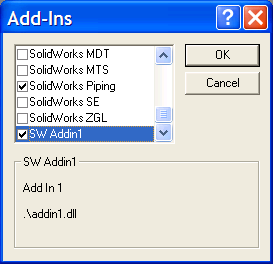 Add-Ins
SolidWorks MDT
SolidWorks MTS
SolidWorks Piping
SolidWorks SE
SolidWorks ZGL
SW Addin1
OK
Cancel
SW Addin1
Add In 1
.\addin1.dll